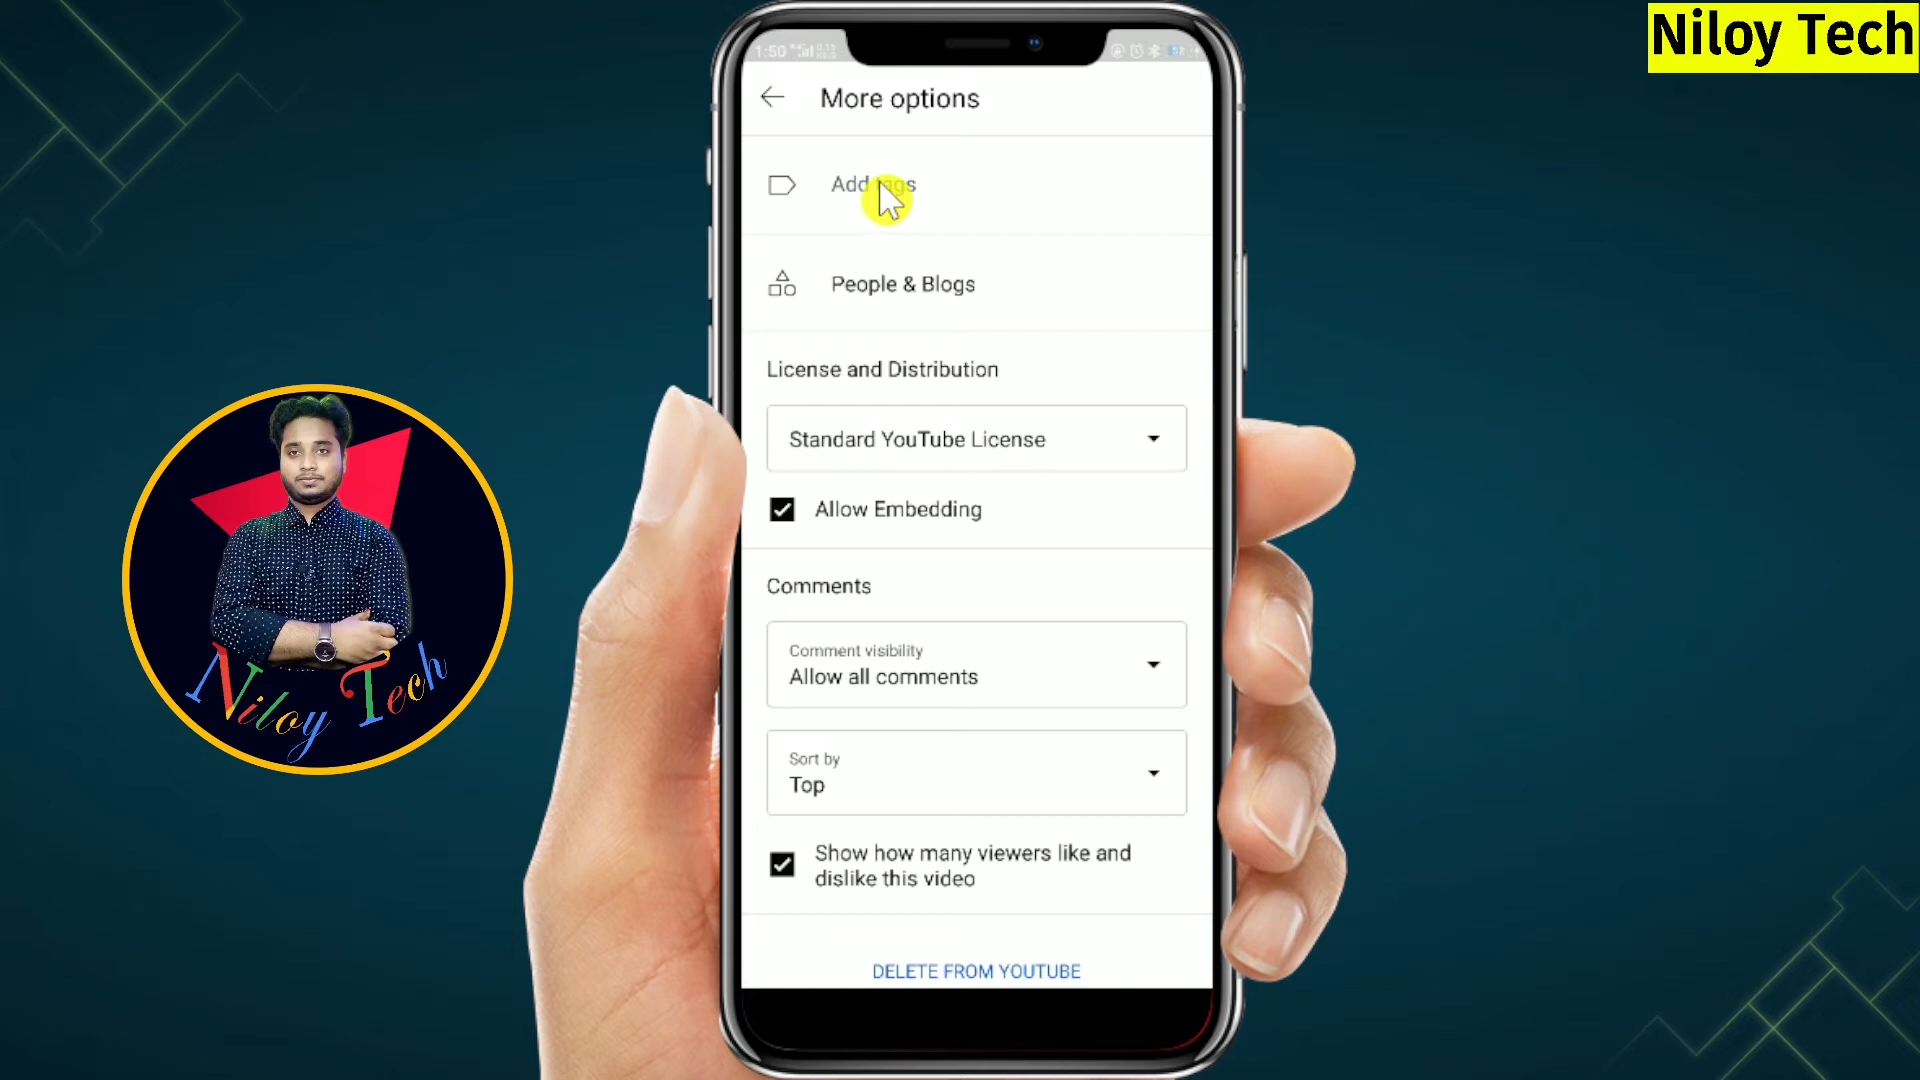 Niloy Tech
1:50
More options
Add tags
People & Blogs
License and Distribution
Standard YouTube License
Allow Embedding
Comments
Comment visibility
Allow all comments
Sort by
Top
Show how many viewers like and
dislike this video
DELETE FROM YOUTUBE
Niloy Tech